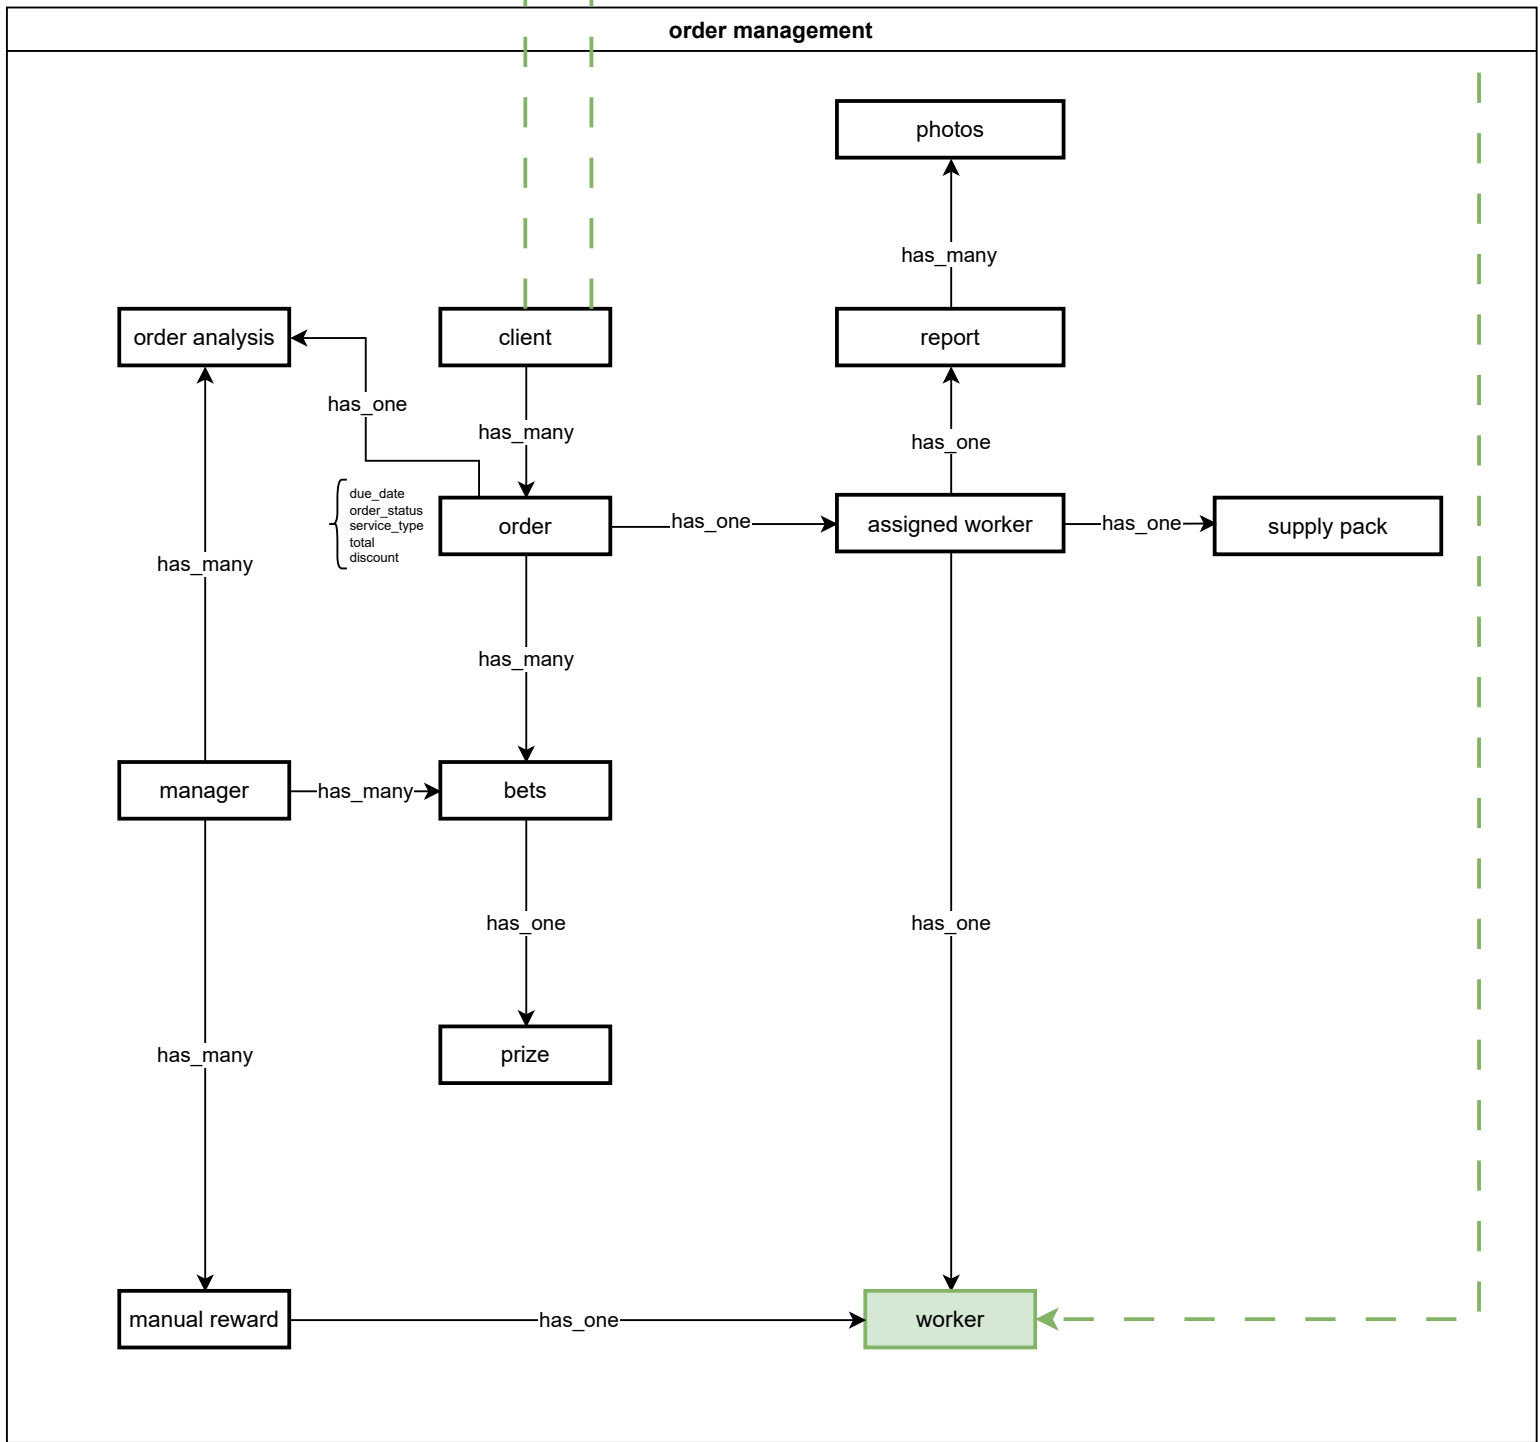 order management
photos
has_many
order analysis
client
report
has_one
has_many
has_one
due_date
order_status
service_type
total
discount
order
has_one
assigned worker
has_one
supply pack
has_many
has_many
manager
has_many
bets
has_one
has_one
prize
has_many
manual reward
has_one
worker